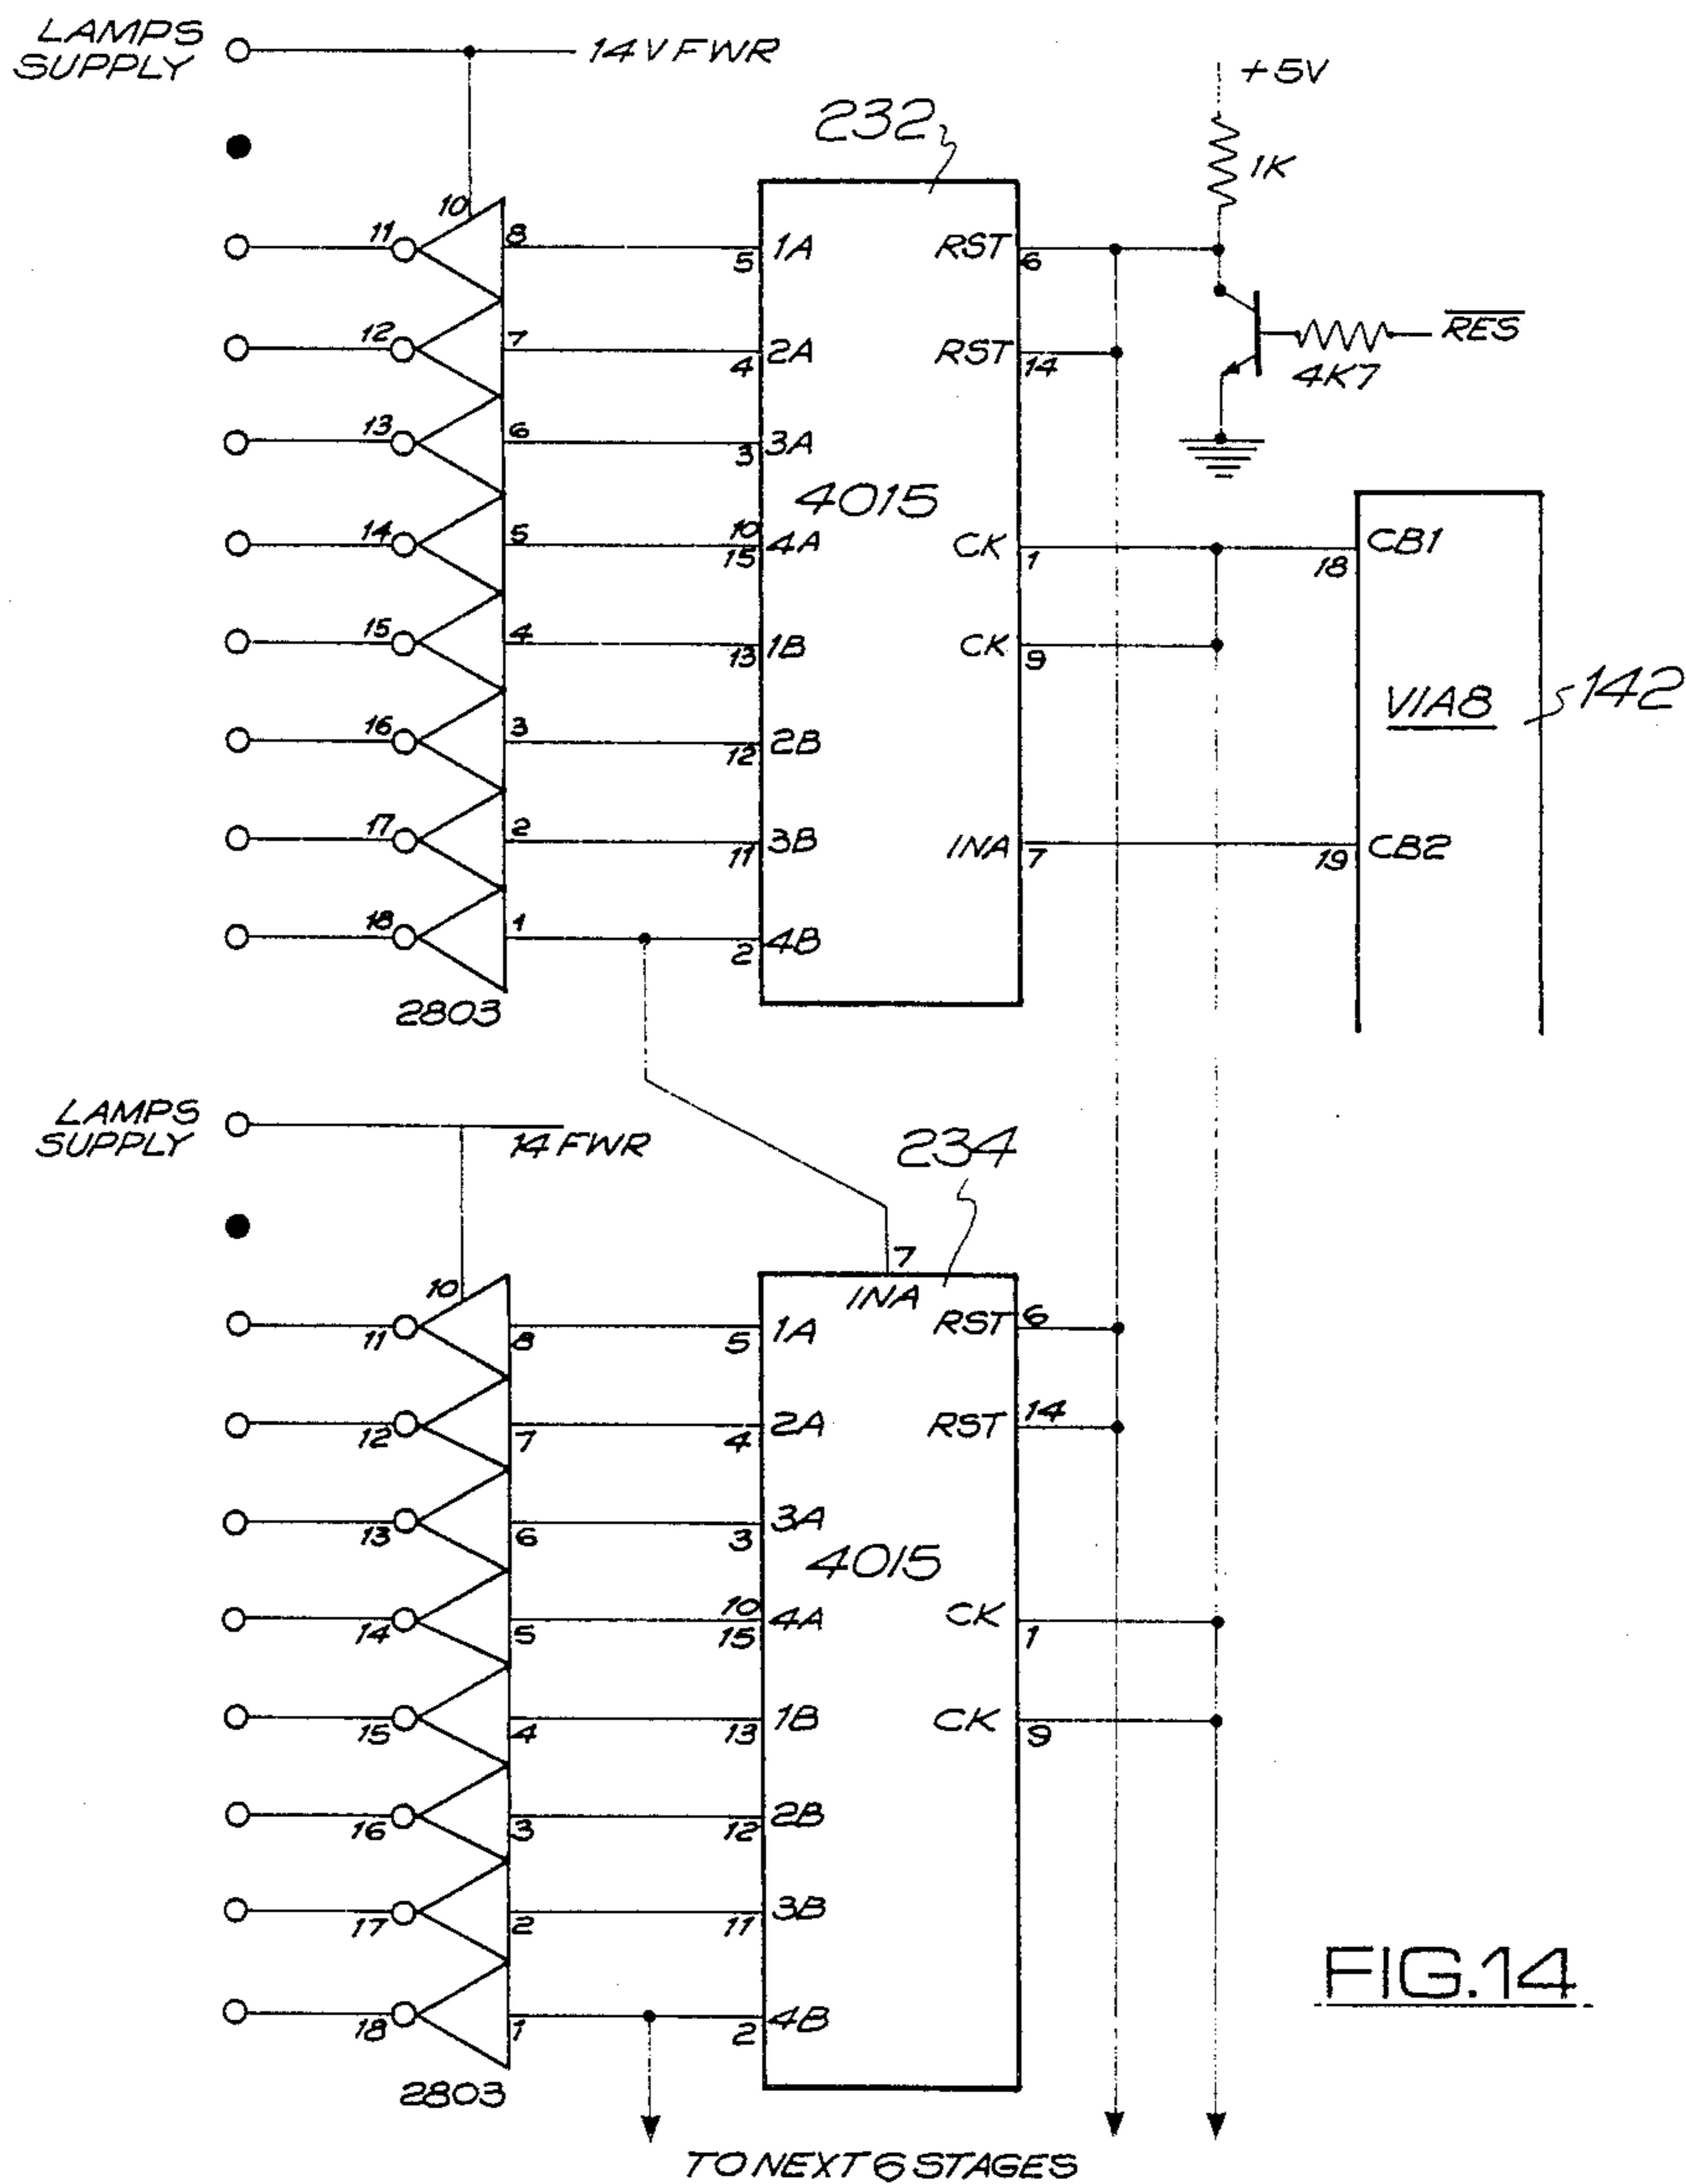 LAMPS
SUPPLY
14V FWR
+5V
1K
232
10
11 8 5 1A RST 6
12 7 4 2A RST 14
RES
4K7
13 6 3 3A
4015
14 5 10 15 4A CK 1 18 CB1
15 4 13 1B CK 9
VIA8
142
16 3 12 2B
17 2 11 3B INA 7 19 CB2
18 1 2 4B
2803
LAMPS
SUPPLY
14 FWR
234
7
INA
10
11 8 5 1A RST 6
12 7 4 2A RST 14
13 6 3 3A
4015
14 5 10 15 4A CK 1
15 4 13 1B CK 9
16 3 12 2B
17 2 11 3B
18 1 2 4B
2803
FIG.14
TO NEXT 6 STAGES